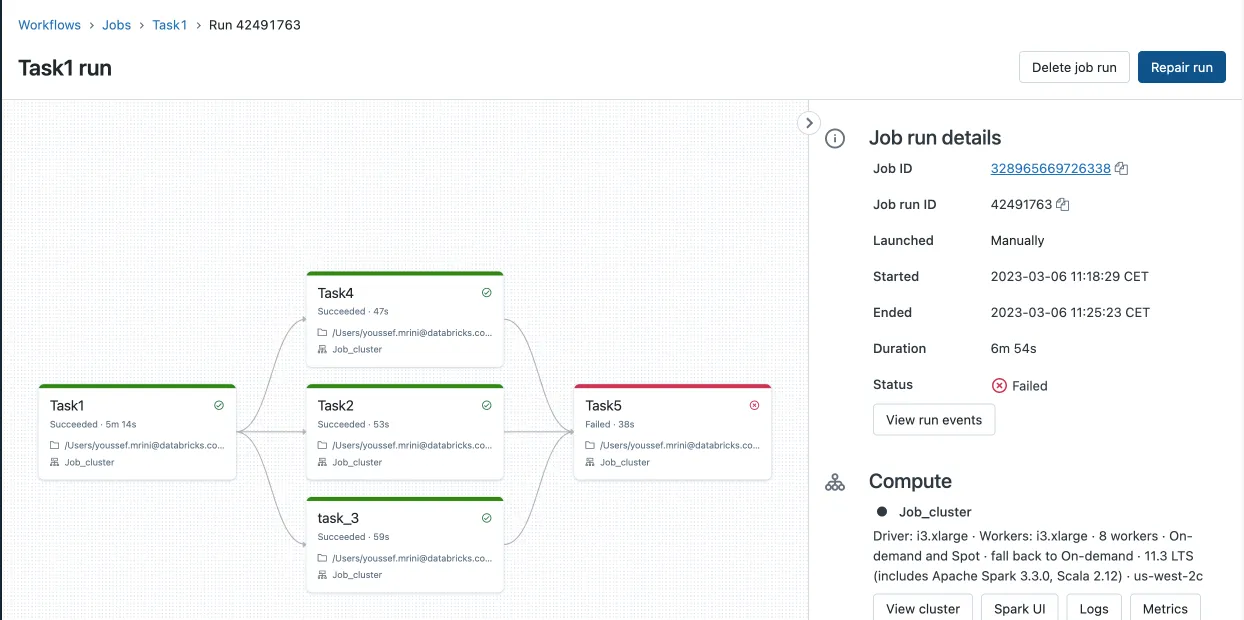 Workflows › Jobs › Task1 › Run 42491763
Task1 run
Delete job run
Repair run
Task4
Succeeded · 47s
/Users/youssef.mrini@databricks.co...
Job_cluster
Task1
Succeeded · 5m 14s
/Users/youssef.mrini@databricks.co...
Job_cluster
Task2
Succeeded · 53s
/Users/youssef.mrini@databricks.co...
Job_cluster
Task5
Failed · 38s
/Users/youssef.mrini@databricks.co...
Job_cluster
task_3
Succeeded · 59s
/Users/youssef.mrini@databricks.co...
Job_cluster
Job run details
Job ID 328965669726338
Job run ID 42491763
Launched Manually
Started 2023-03-06 11:18:29 CET
Ended 2023-03-06 11:25:23 CET
Duration 6m 54s
Status Failed
View run events
Compute
Job_cluster
Driver: i3.xlarge · Workers: i3.xlarge · 8 workers · On-
demand and Spot · fall back to On-demand · 11.3 LTS
(includes Apache Spark 3.3.0, Scala 2.12) · us-west-2c
View cluster Spark UI Logs Metrics